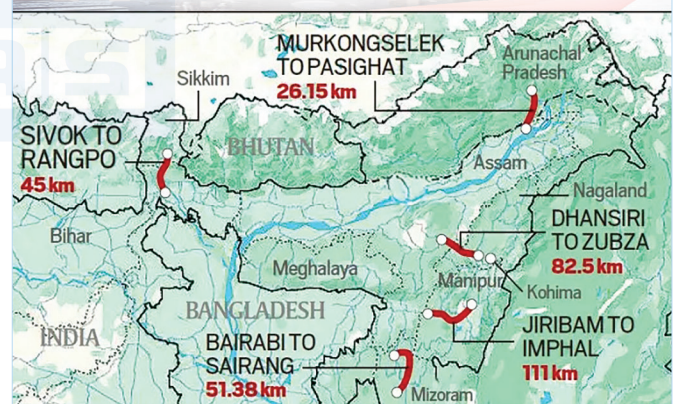 MURKONGSELEK
TO PASIGHAT
26.15 km
Arunachal
Pradesh
Sikkim
SIVOK TO
RANGPO
45 km
BHUTAN
Assam
Nagaland
DHANSIRI
TO ZUBZA
82.5 km
Bihar
Meghalaya
Manipur
Kohima
BANGLADESH
INDIA
JIRIBAM TO
IMPHAL
111 km
BAIRABI TO
SAIRANG
51.38 km
Mizoram